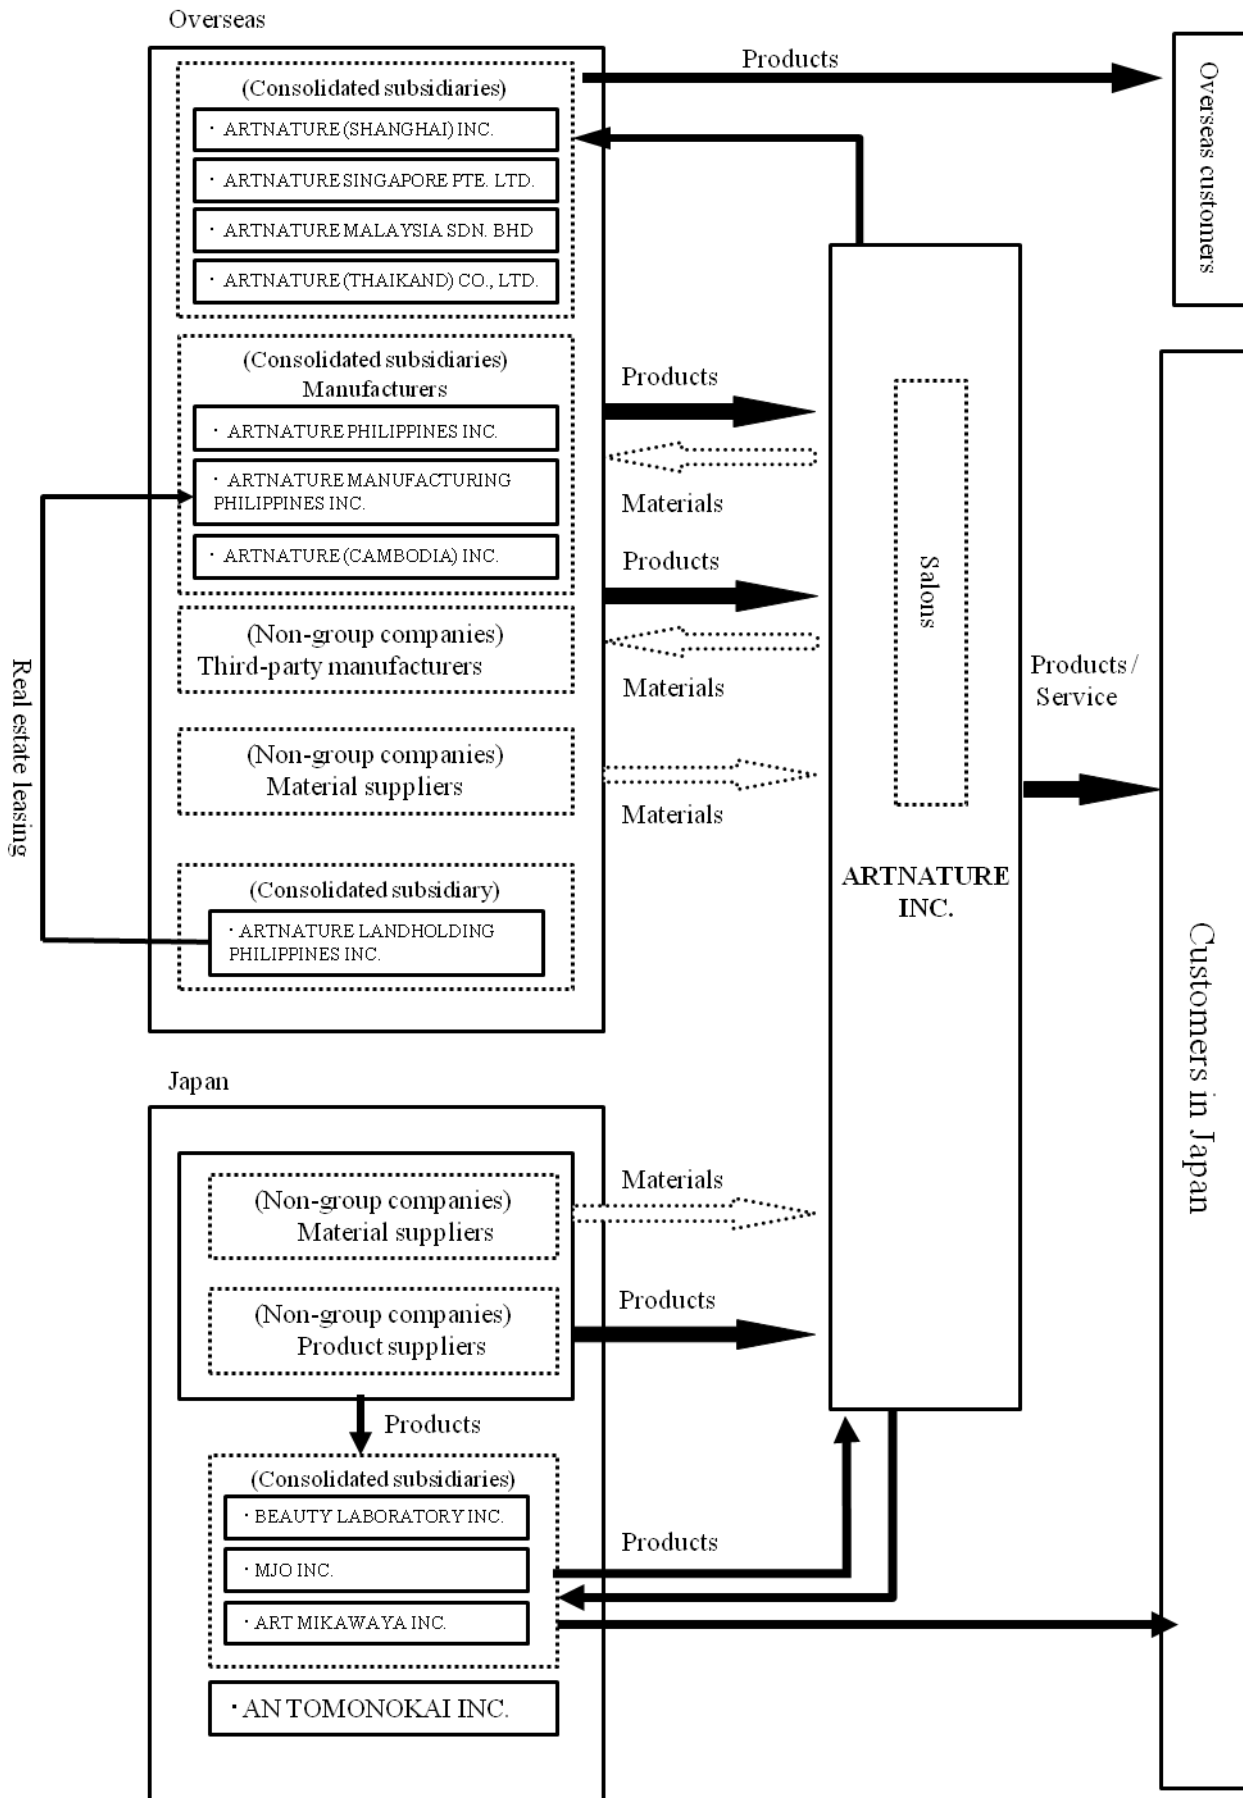 Overseas
(Consolidated subsidiaries)
・ ARTNATURE (SHANGHAI) INC.
・ ARTNATURE SINGAPORE PTE. LTD.
・ ARTNATURE MALAYSIA SDN. BHD
・ ARTNATURE (THAIKAND) CO., LTD.
Products
Overseas customers
(Consolidated subsidiaries)
Manufacturers
・ ARTNATURE PHILIPPINES INC.
・ ARTNATURE MANUFACTURING
PHILIPPINES INC.
・ ARTNATURE (CAMBODIA) INC.
Products
Materials
Products
(Non-group companies)
Third-party manufacturers
Materials
(Non-group companies)
Material suppliers
Materials
Real estate leasing
(Consolidated subsidiary)
・ ARTNATURE LANDHOLDING
PHILIPPINES INC.
Salons
ARTNATURE
INC.
Products /
Service
Customers in Japan
Japan
(Non-group companies)
Material suppliers
Materials
(Non-group companies)
Product suppliers
Products
Products
(Consolidated subsidiaries)
・ BEAUTY LABORATORY INC.
・ MJO INC.
・ ART MIKAWAYA INC.
Products
・ AN TOMONOKAI INC.